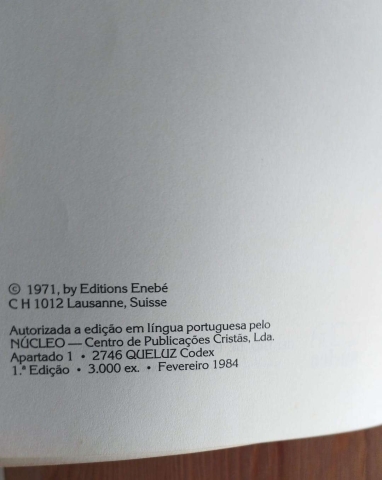 © 1971, by Editions Enebé
C H 1012 Lausanne, Suisse
Autorizada a edição em língua portuguesa pelo
NÚCLEO — Centro de Publicações Cristãs, Lda.
Apartado 1 • 2746 QUELUZ Codex
1.ª Edição • 3.000 ex. • Fevereiro 1984